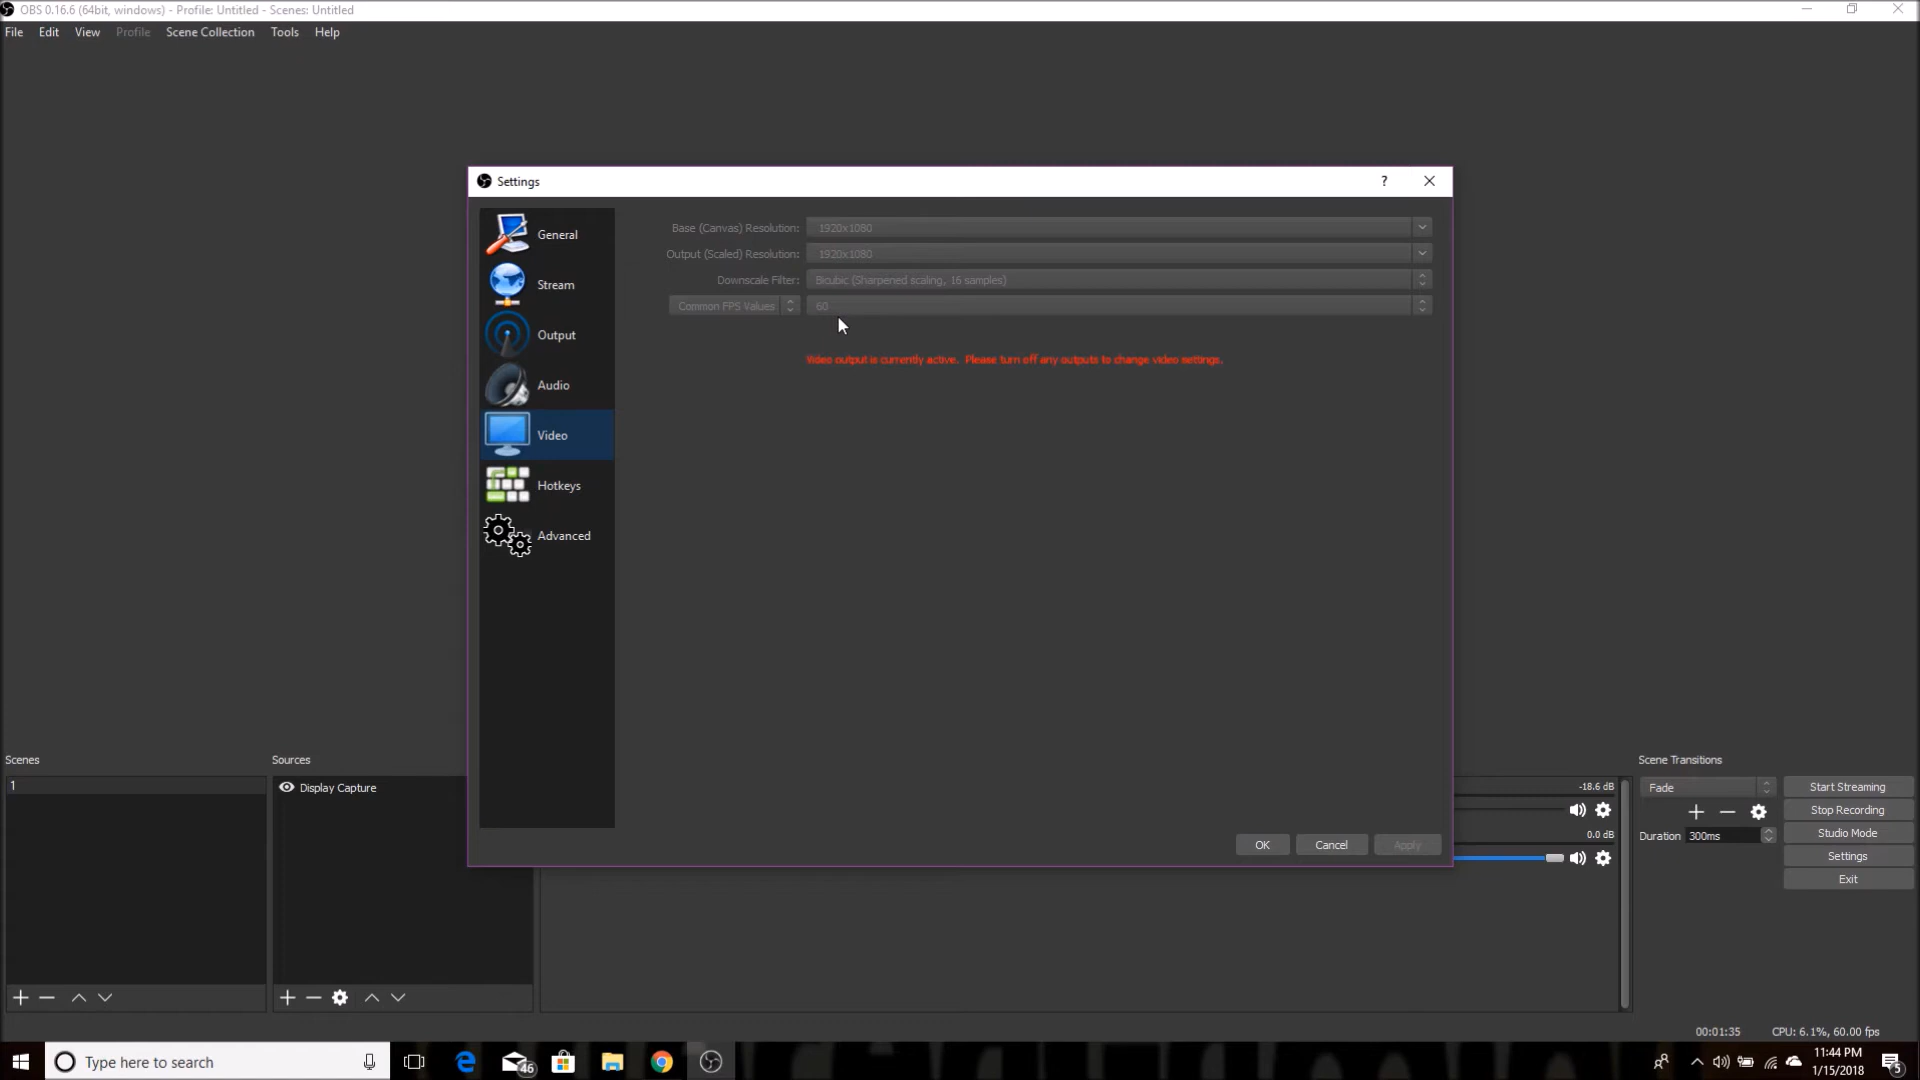 OBS 0.16.6 (64bit, windows) - Profile: Untitled - Scenes: Untitled
File Edit View Profile Scene Collection Tools Help
Settings ?
General
Stream
Output
Audio
Video
Hotkeys
Advanced
Base (Canvas) Resolution: 1920x1080
Output (Scaled) Resolution: 1920x1080
Downscale Filter: Bicubic (Sharpened scaling, 16 samples)
Common FPS Values 60
Video output is currently active. Please turn off any outputs to change video settings.
OK Cancel Apply
Scenes
1
Sources
Display Capture
-18.6 dB
0.0 dB
Scene Transitions
Fade
Duration 300ms
Start Streaming
Stop Recording
Studio Mode
Settings
Exit
00:01:35 CPU: 6.1%, 60.00 fps
Type here to search
46
11:44 PM
1/15/2018
5